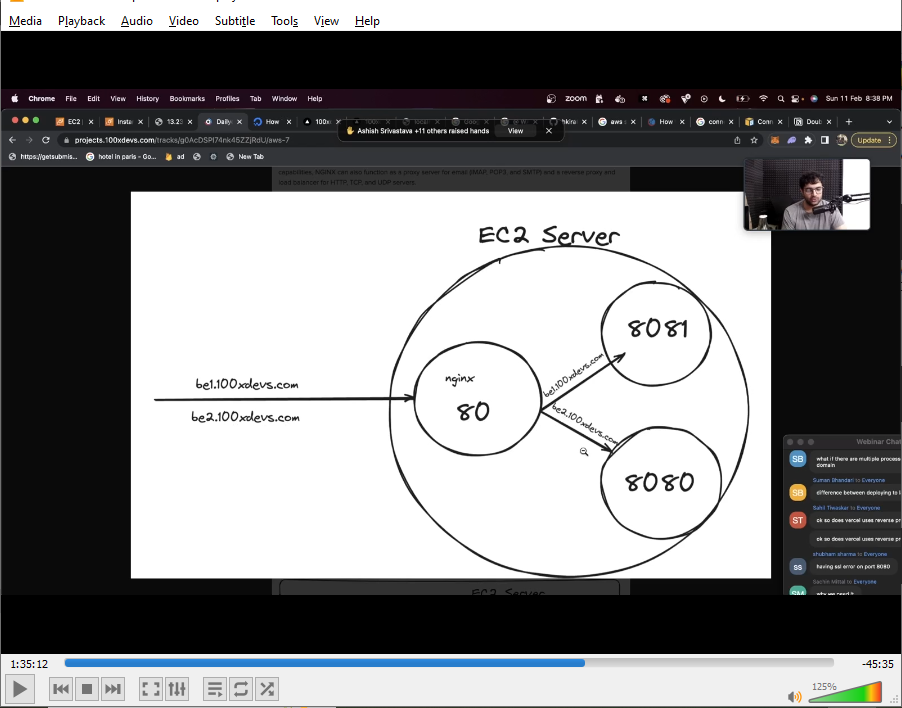 Media Playback Audio Video Subtitle Tools View Help
Chrome File Edit View History Bookmarks Profiles Tab Window Help
zoom
Sun 11 Feb 8:38 PM
EC2
Insta
13.2
Daily
How
100x
aws
How
conn
Conn
Doub
Ashish Srivastava +11 others raised hands View
projects.100xdevs.com/tracks/g0AcDSPl74nk45ZZjRdU/aws-7
Update
https://getsubmis...
hotel in paris - Go...
ad
New Tab
capabilities, NGINX can also function as a proxy server for email (IMAP, POP3, and SMTP) and a reverse proxy and
load balancer for HTTP, TCP, and UDP servers.
EC2 Server
8081
be1.100xdevs.com
nginx
be1.100xdevs.com
80
be2.100xdevs.com
be2.100xdevs.com
8080
Webinar Chat
SB
what if there are multiple process
domain
Suman Bhandari to Everyone
SB
difference between deploying to
Sahil Theaokar to Everyone
ST
ok so does vercel uses reverse pr
ok so does vercel uses reverse pr
shubham sharma to Everyone
SS
having ssl error on port 8080
Sachin Mittal to Everyone
SM
why we need it
EC2 Server
1:35:12
-45:35
125%